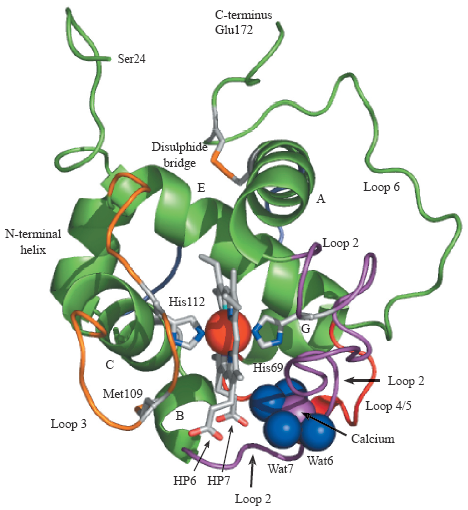 C-terminus
Glu172
Ser24
Disulphide
bridge
E
A
Loop 6
N-terminal
helix
Loop 2
His112
G
C
His69
Met109
Loop 2
B
Loop 4/5
Loop 3
Calcium
Wat6
Wat7
HP6
HP7
Loop 2